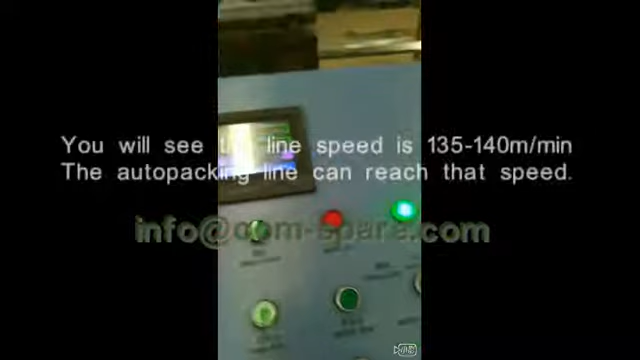 You will see the line speed is 135-140m/min
The autopacking line can reach that speed.
info@com-spare.com